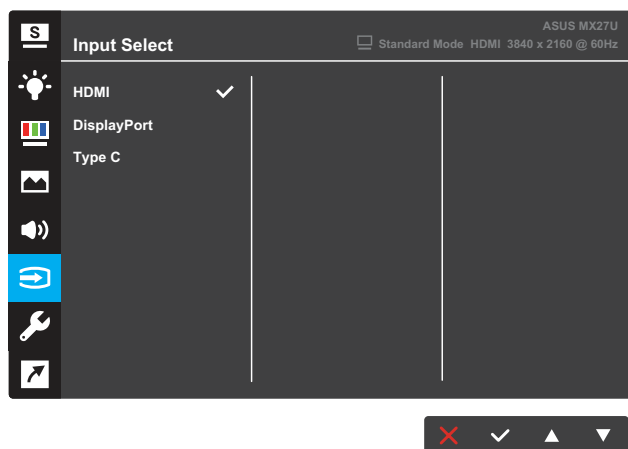 S
ASUS MX27U
Input Select
Standard Mode HDMI 3840 x 2160 @ 60Hz
HDMI
DisplayPort
Type C